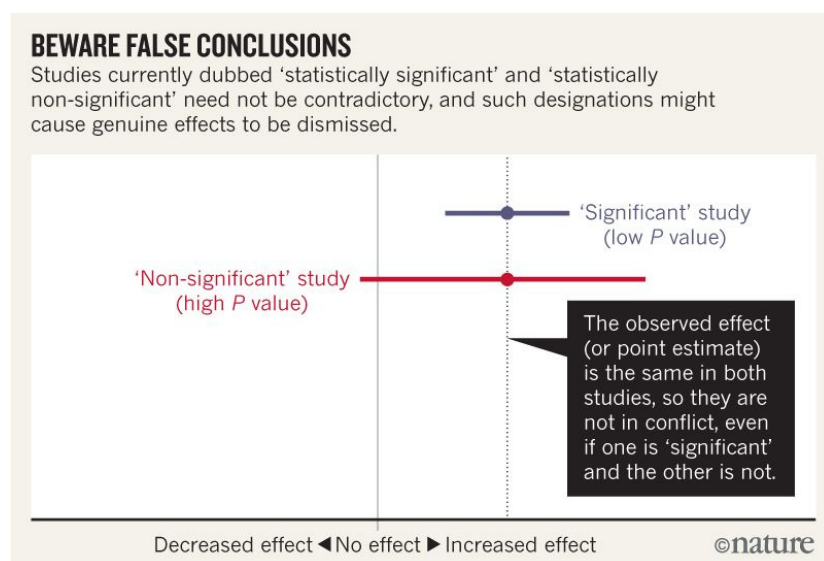 BEWARE FALSE CONCLUSIONS
Studies currently dubbed ‘statistically significant’ and ‘statistically
non-significant’ need not be contradictory, and such designations might
cause genuine effects to be dismissed.
‘Significant’ study
(low P value)
‘Non-significant’ study
(high P value)
The observed effect
(or point estimate)
is the same in both
studies, so they are
not in conflict, even
if one is ‘significant’
and the other is not.
Decreased effect ◀ No effect ▶ Increased effect
©nature